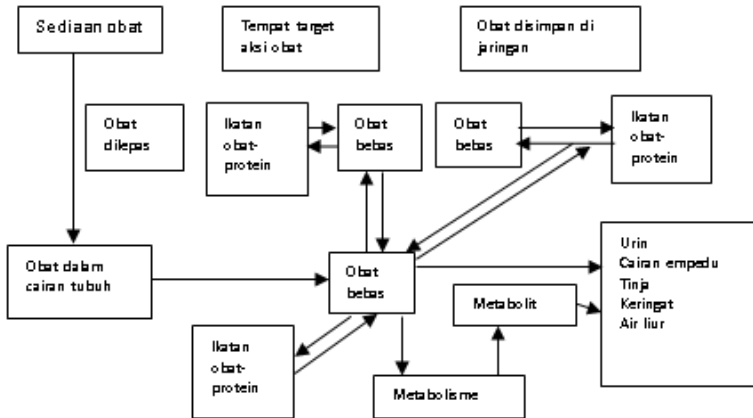 Sediaan obat
Tempat target
aksi obat
Obat disimpan di
jaringan
Obat
dilepas
Ikatan
obat-
protein
Obat
bebas
Obat
bebas
Ikatan
obat-
protein
Obat dalam
cairan tubuh
Obat
bebas
Urin
Cairan empedu
Tinja
Keringat
Air liur
Metabolit
Ikatan
obat-
protein
Metabolisme